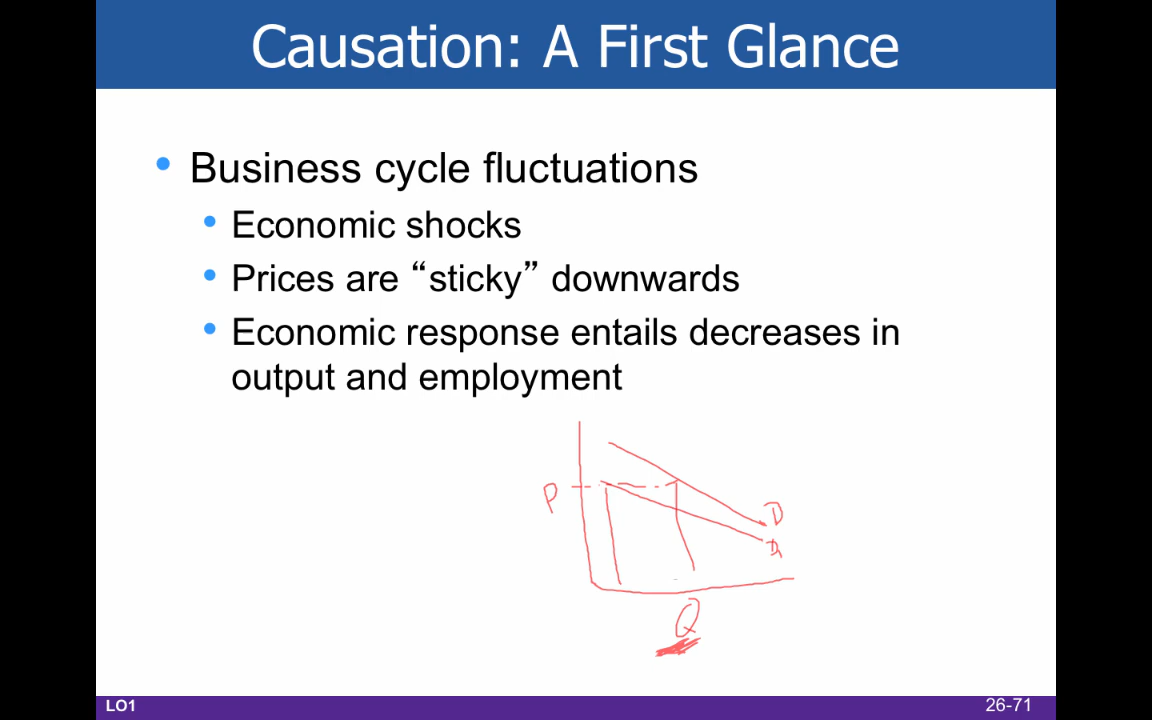 Causation: A First Glance
• Business cycle fluctuations
• Economic shocks
• Prices are “sticky” downwards
• Economic response entails decreases in
output and employment
P
D
Q
LO1
26-71